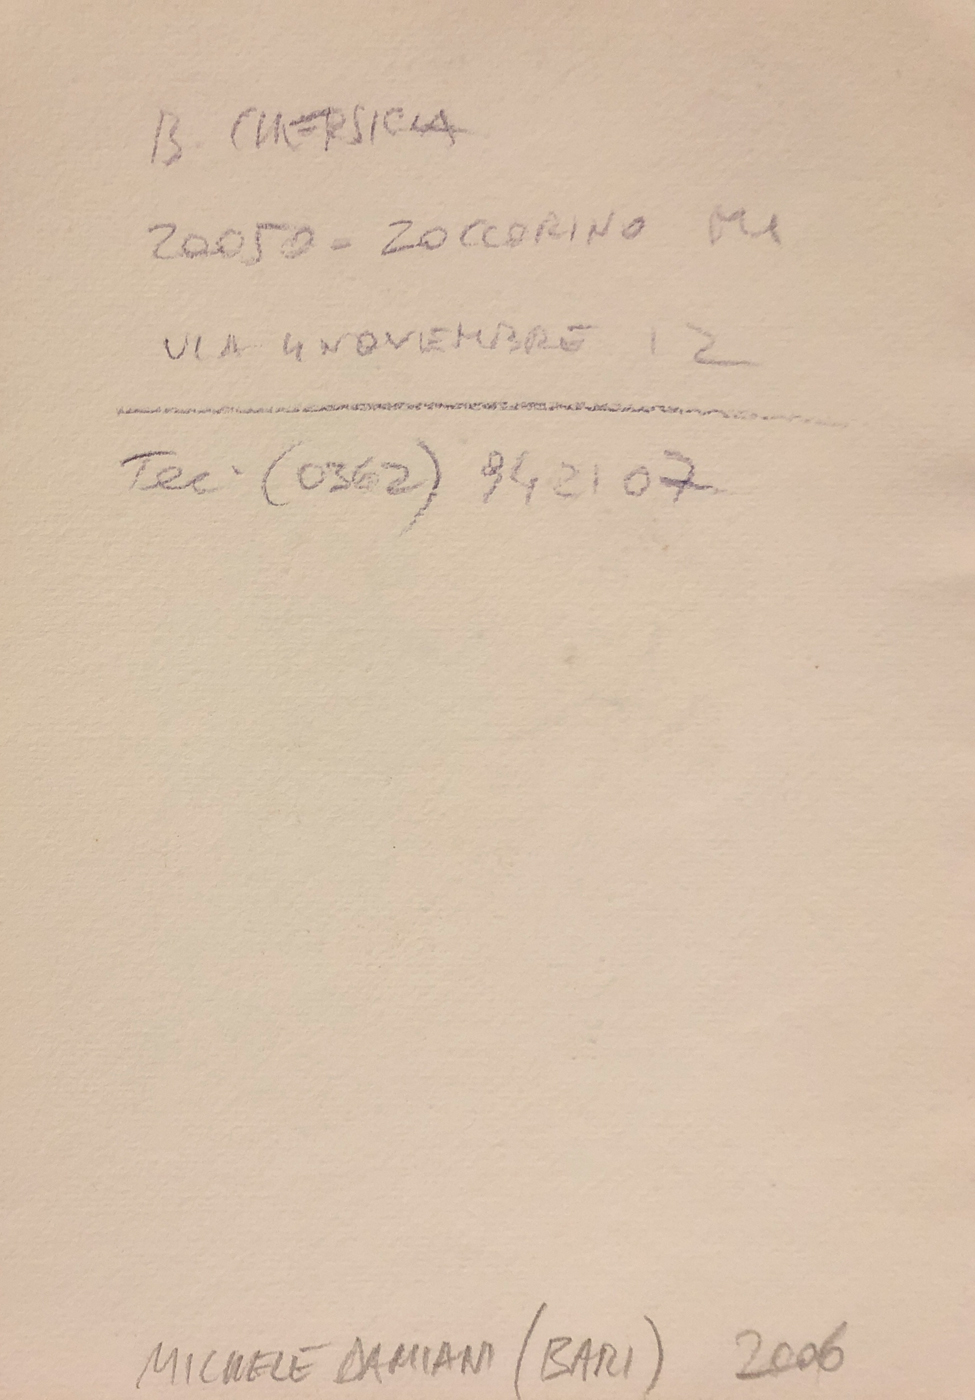 B. CHERSICLA
20050 - ZOCCORINO MI
VIA 4 NOVEMBRE 12
Tel. (0362) 942107
MICHELE DAMIANI (BARI) 2006